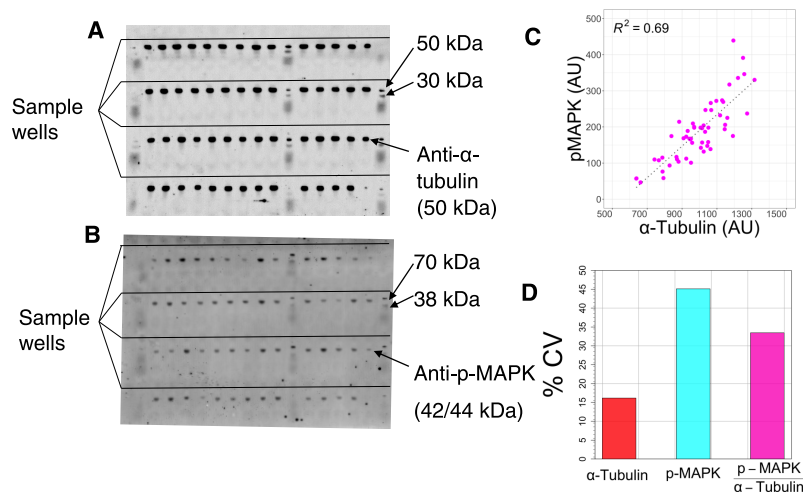 A
50 kDa
30 kDa
Sample
wells
Anti-α-
tubulin
(50 kDa)
B
70 kDa
38 kDa
Sample
wells
Anti-p-MAPK
(42/44 kDa)
C
R² = 0.69
pMAPK (AU)
500
400
300
200
100
0
500 700 900 1100 1300 1500
α-Tubulin (AU)
D
% CV
50
45
40
35
30
25
20
15
10
5
0
α-Tubulin
p-MAPK
p − MAPK
α − Tubulin